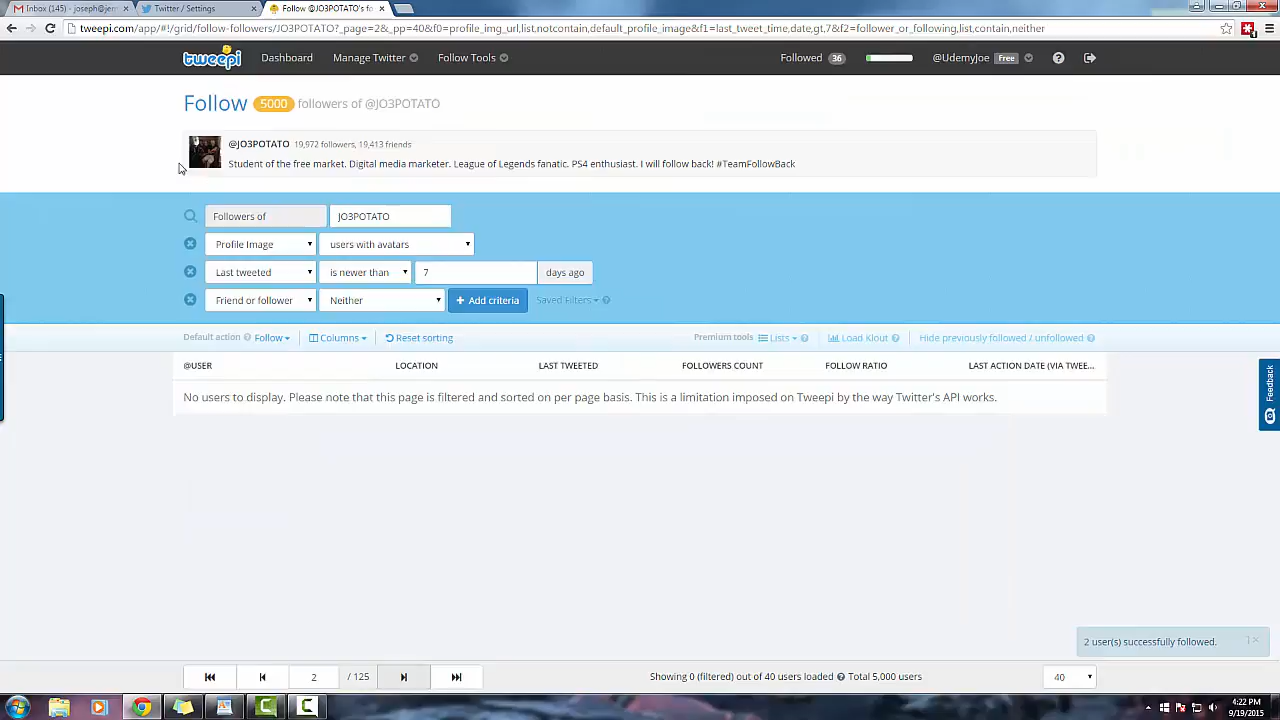 Inbox (145) - joseph@jerr
Twitter / Settings
Follow @JO3POTATO's fo
tweepi.com/app/#!/grid/follow-followers/JO3POTATO?_page=2&_pp=40&f0=profile_img_url,list,notcontain,default_profile_image&f1=last_tweet_time,date,gt,7&f2=follower_or_following,list,contain,neither
tweepi Dashboard Manage Twitter Follow Tools Followed 36 @UdemyJoe Free
Follow 5000 followers of @JO3POTATO
@JO3POTATO 19,972 followers, 19,413 friends
Student of the free market. Digital media marketer. League of Legends fanatic. PS4 enthusiast. I will follow back! #TeamFollowBack
Followers of JO3POTATO
Profile Image users with avatars
Last tweeted is newer than 7 days ago
Friend or follower Neither + Add criteria Saved Filters
Default action Follow Columns Reset sorting Premium tools Lists Load Klout Hide previously followed / unfollowed
@USER LOCATION LAST TWEETED FOLLOWERS COUNT FOLLOW RATIO LAST ACTION DATE (VIA TWEE...
No users to display. Please note that this page is filtered and sorted on per page basis. This is a limitation imposed on Tweepi by the way Twitter's API works.
Feedback
2 user(s) successfully followed.
2 / 125 Showing 0 (filtered) out of 40 users loaded Total 5,000 users 40
4:22 PM
9/19/2015